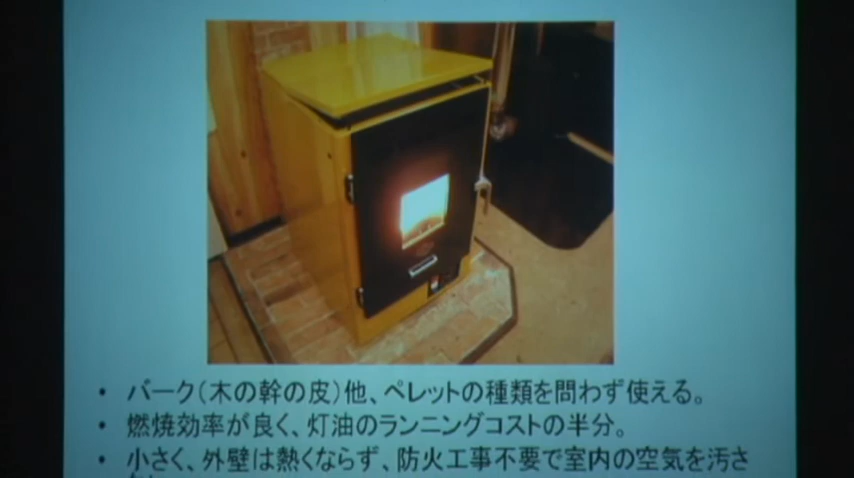 • バーク（木の幹の皮）他、ペレットの種類を問わず使える。
• 燃焼効率が良く、灯油のランニングコストの半分。
• 小さく、外壁は熱くならず、防火工事不要で室内の空気を汚さ